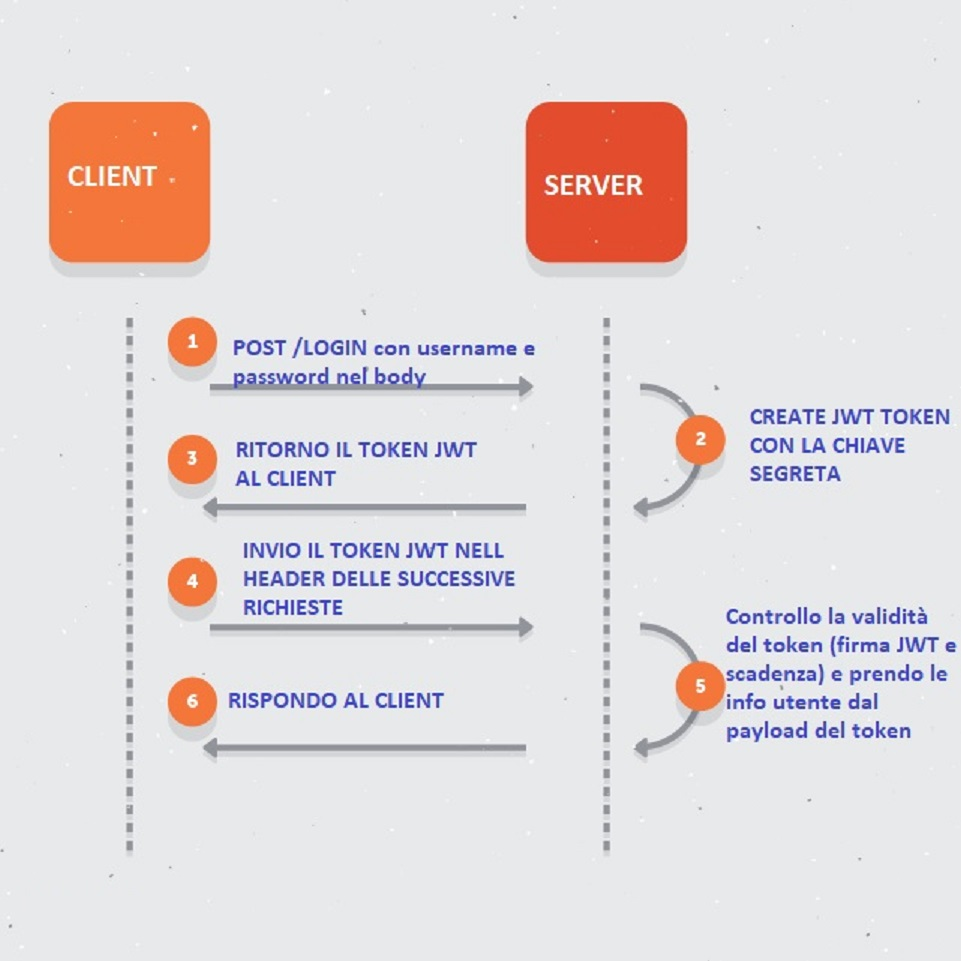 CLIENT
SERVER
1
POST /LOGIN con username e
password nel body
2
CREATE JWT TOKEN
CON LA CHIAVE
SEGRETA
3
RITORNO IL TOKEN JWT
AL CLIENT
4
INVIO IL TOKEN JWT NELL
HEADER DELLE SUCCESSIVE
RICHIESTE
5
Controllo la validità
del token (firma JWT e
scadenza) e prendo le
info utente dal
payload del token
6
RISPONDO AL CLIENT